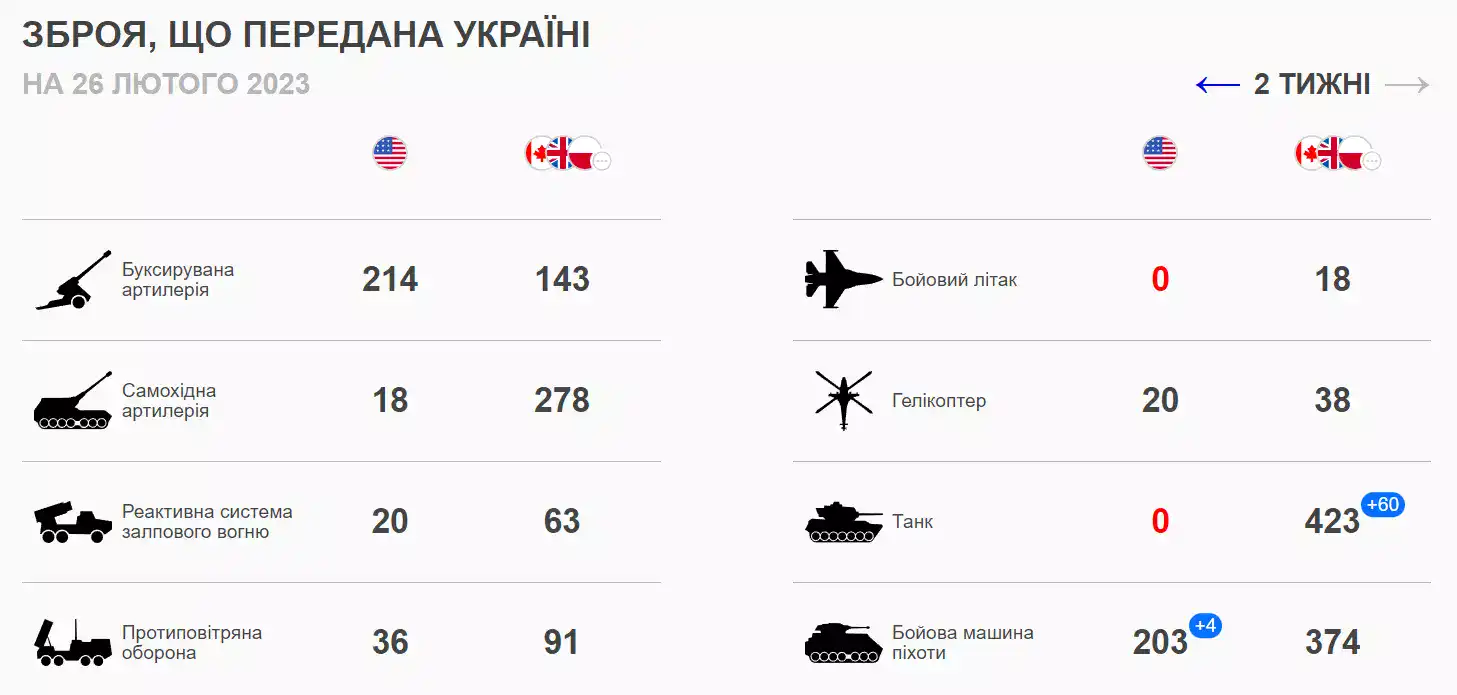 ЗБРОЯ, ЩО ПЕРЕДАНА УКРАЇНІ
НА 26 ЛЮТОГО 2023
2 ТИЖНІ
Буксирувана
артилерія
214
143
Самохідна
артилерія
18
278
Реактивна система
залпового вогню
20
63
Протиповітряна
оборона
36
91
Бойовий літак
0
18
Гелікоптер
20
38
Танк
0
423
+60
Бойова машина
піхоти
203
+4
374